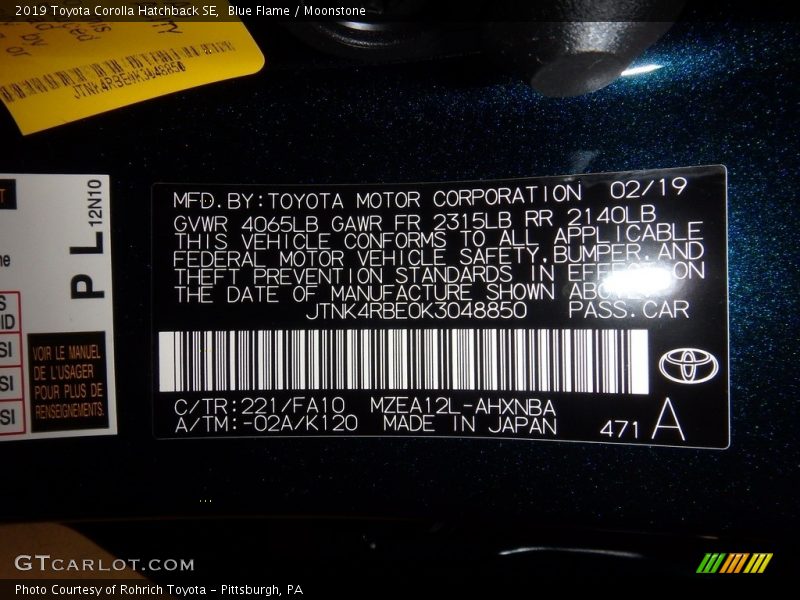 2019 Toyota Corolla Hatchback SE,  Blue Flame / Moonstone
JTNK4RBE0K3048850
12N10
P L
VOIR LE MANUEL
DE L'USAGER
POUR PLUS DE
RENSEIGNEMENTS.
MFD.BY:TOYOTA MOTOR CORPORATION 02/19
GVWR 4065LB GAWR FR 2315LB RR 2140LB
THIS VEHICLE CONFORMS TO ALL APPLICABLE
FEDERAL MOTOR VEHICLE SAFETY,BUMPER,AND
THEFT PREVENTION STANDARDS IN EFFECT ON
THE DATE OF MANUFACTURE SHOWN ABOVE.
JTNK4RBE0K3048850 PASS.CAR
C/TR:221/FA10 MZEA12L-AHXNBA
A/TM:-02A/K120 MADE IN JAPAN 471 A
GTCARLOT.COM
Photo Courtesy of Rohrich Toyota - Pittsburgh, PA